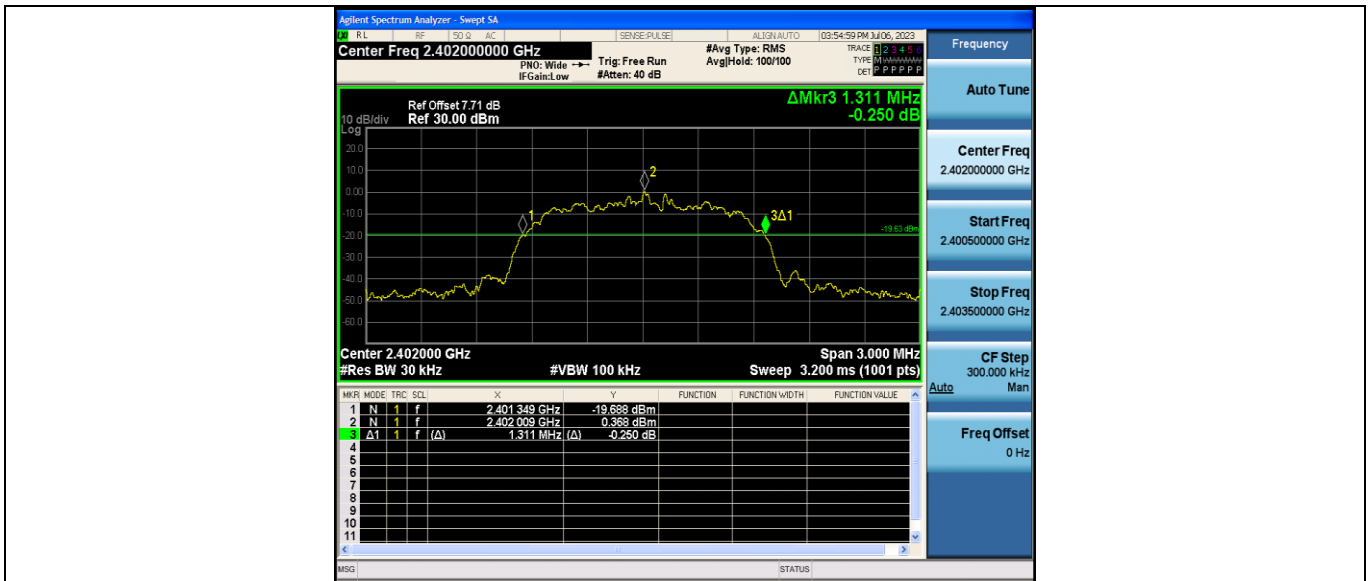 Agilent Spectrum Analyzer - Swept SA
RL RF 50 Ω AC SENSE:PULSE ALIGN AUTO 03:54:59 PM Jul 06, 2023
Center Freq 2.402000000 GHz
PNO: Wide
IFGain:Low
Trig: Free Run
#Atten: 40 dB
#Avg Type: RMS
Avg|Hold: 100/100
TRACE 1 2 3 4 5 6
TYPE MWWWWW
DET P P P P P P
Ref Offset 7.71 dB
10 dB/div Ref 30.00 dBm
Log
ΔMkr3 1.311 MHz
-0.250 dB
20.0
10.0
0.00
-10.0
-20.0
-30.0
-40.0
-50.0
-60.0
1
2
3Δ1
-19.63 dBm
Center 2.402000 GHz Span 3.000 MHz
#Res BW 30 kHz #VBW 100 kHz Sweep 3.200 ms (1001 pts)
MKR MODE TRC SCL X Y FUNCTION FUNCTION WIDTH FUNCTION VALUE
1 N 1 f 2.401 349 GHz -19.688 dBm
2 N 1 f 2.402 009 GHz 0.368 dBm
3 Δ1 1 f (Δ) 1.311 MHz (Δ) -0.250 dB
4
5
6
7
8
9
10
11
MSG STATUS
Frequency
Auto Tune
Center Freq
2.402000000 GHz
Start Freq
2.400500000 GHz
Stop Freq
2.403500000 GHz
CF Step
300.000 kHz
Auto Man
Freq Offset
0 Hz